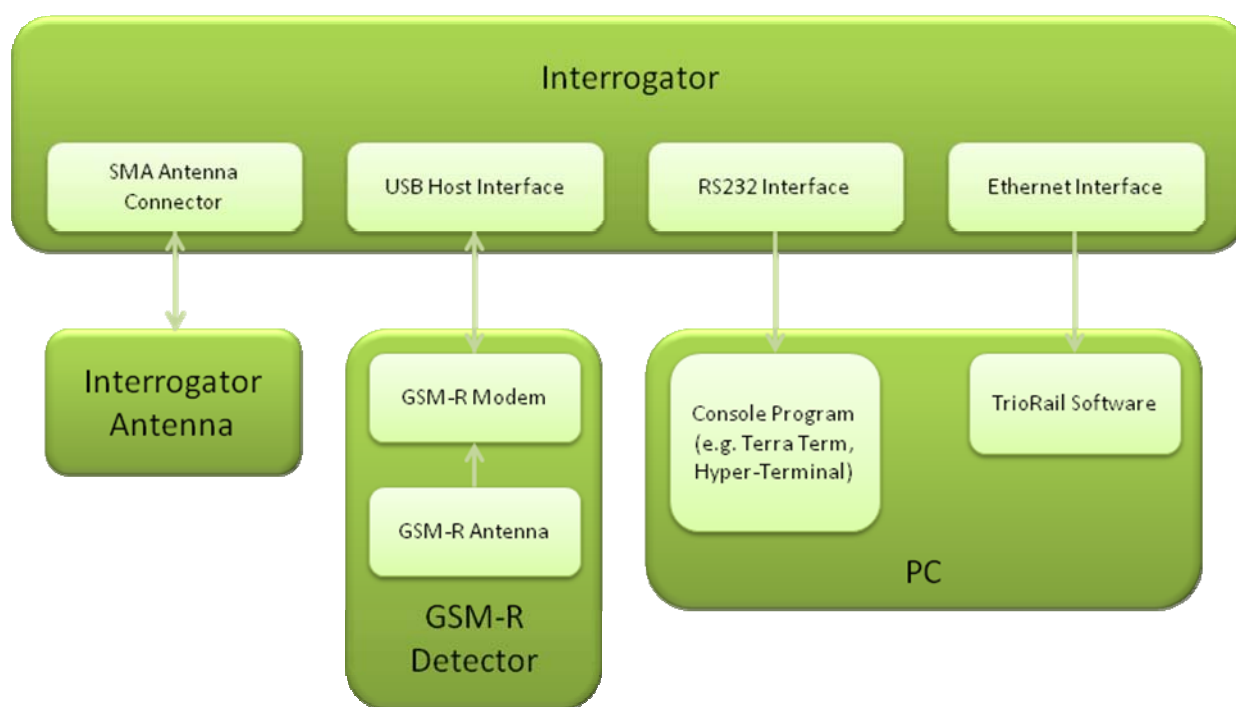 Interrogator
SMA Antenna
Connector
USB Host Interface
RS232 Interface
Ethernet Interface
Interrogator
Antenna
GSM-R Modem
GSM-R Antenna
GSM-R
Detector
Console Program
(e.g. Terra Term,
Hyper-Terminal)
TrioRail Software
PC